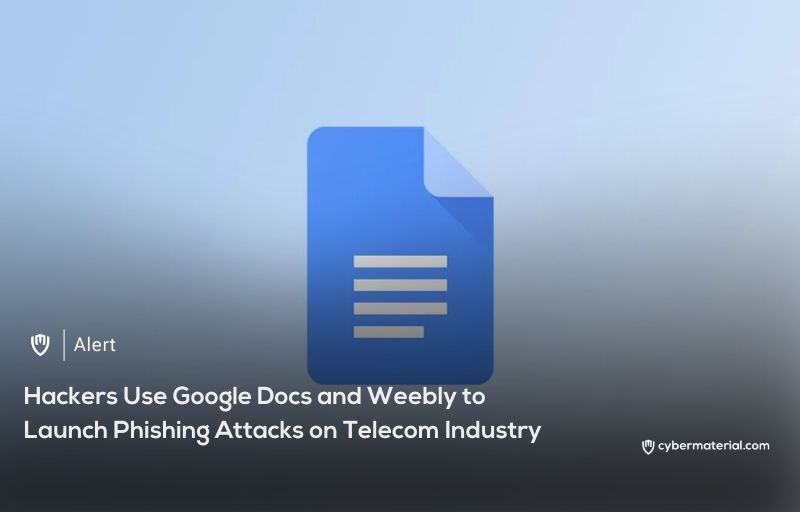 Alert
Hackers Use Google Docs and Weebly to
Launch Phishing Attacks on Telecom Industry
cybermaterial.com